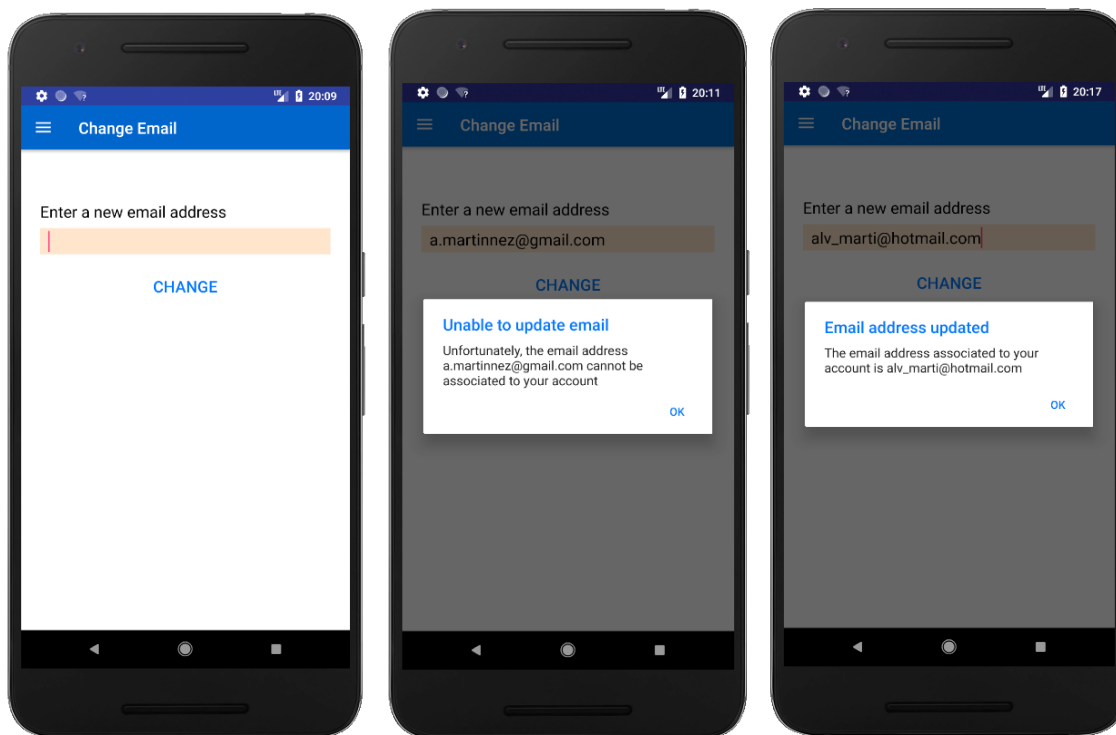 20:09
Change Email
Enter a new email address
CHANGE
LTE 20:11
Change Email
Enter a new email address
a.martinnez@gmail.com
CHANGE
Unable to update email
Unfortunately, the email address
a.martinnez@gmail.com cannot be
associated to your account
OK
20:17
Change Email
Enter a new email address
alv_marti@hotmail.com
CHANGE
Email address updated
The email address associated to your
account is alv_marti@hotmail.com
OK